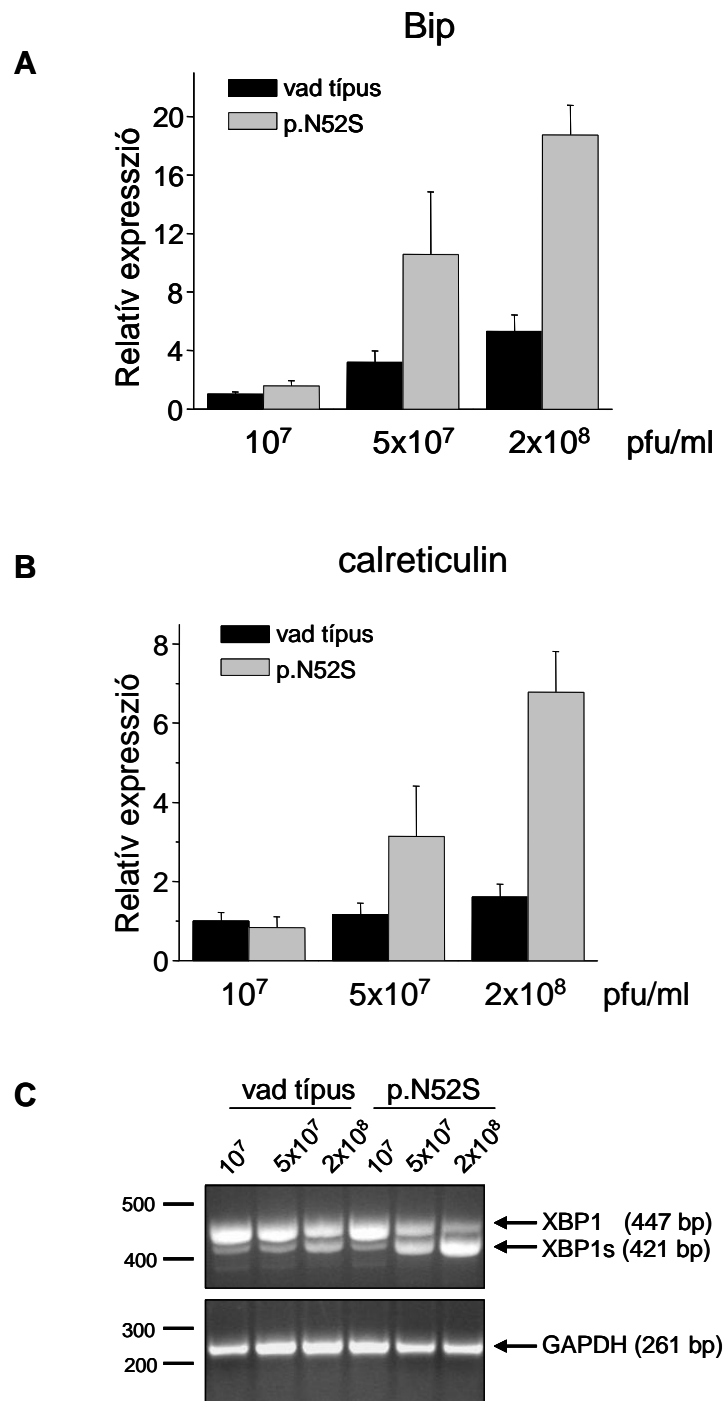 Bip
A
vad típus
p.N52S
Relatív expresszió
20
16
12
8
4
0
10⁷ 5x10⁷ 2x10⁸ pfu/ml
calreticulin
B
vad típus
p.N52S
Relatív expresszió
8
6
4
2
0
10⁷ 5x10⁷ 2x10⁸ pfu/ml
C
vad típus p.N52S
10⁷ 5x10⁷ 2x10⁸ 10⁷ 5x10⁷ 2x10⁸
500
XBP1 (447 bp)
400
XBP1s (421 bp)
300
GAPDH (261 bp)
200